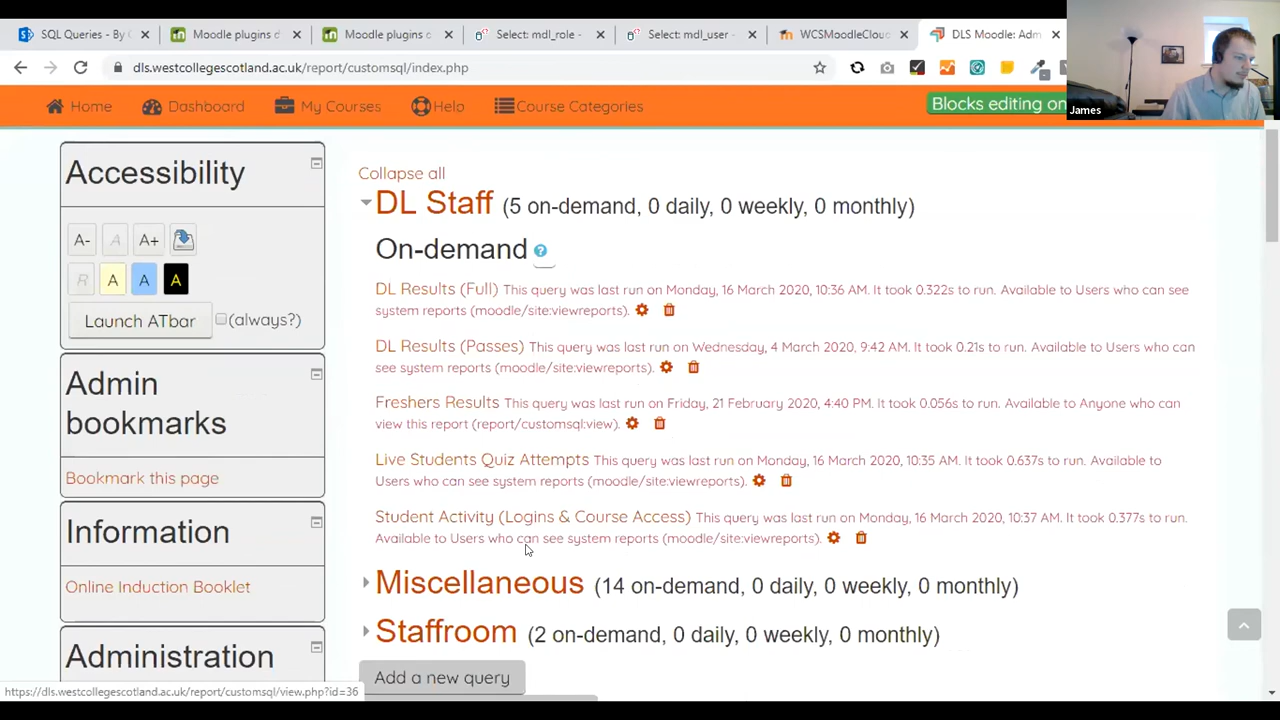 SQL Queries - By C
Moodle plugins d
Moodle plugins d
Select: mdl_role -
Select: mdl_user -
WCSMoodleCloud
DLS Moodle: Adm
dls.westcollegescotland.ac.uk/report/customsql/index.php
James
Home
Dashboard
My Courses
Help
Course Categories
Blocks editing on
Accessibility
A-
A
A+
R
A
A
A
Launch ATbar
(always?)
Admin
bookmarks
Bookmark this page
Information
Online Induction Booklet
Administration
Collapse all
DL Staff (5 on-demand, 0 daily, 0 weekly, 0 monthly)
On-demand
DL Results (Full) This query was last run on Monday, 16 March 2020, 10:36 AM. It took 0.322s to run. Available to Users who can see
system reports (moodle/site:viewreports).
DL Results (Passes) This query was last run on Wednesday, 4 March 2020, 9:42 AM. It took 0.21s to run. Available to Users who can
see system reports (moodle/site:viewreports).
Freshers Results This query was last run on Friday, 21 February 2020, 4:40 PM. It took 0.056s to run. Available to Anyone who can
view this report (report/customsql:view).
Live Students Quiz Attempts This query was last run on Monday, 16 March 2020, 10:35 AM. It took 0.637s to run. Available to
Users who can see system reports (moodle/site:viewreports).
Student Activity (Logins & Course Access) This query was last run on Monday, 16 March 2020, 10:37 AM. It took 0.377s to run.
Available to Users who can see system reports (moodle/site:viewreports).
Miscellaneous (14 on-demand, 0 daily, 0 weekly, 0 monthly)
Staffroom (2 on-demand, 0 daily, 0 weekly, 0 monthly)
Add a new query
https://dls.westcollegescotland.ac.uk/report/customsql/view.php?id=36